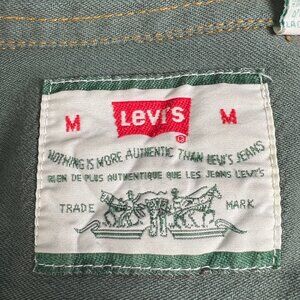 M Levi's M
NOTHING IS MORE AUTHENTIC THAN LEVI'S JEANS
RIEN DE PLUS AUTHENTIQUE QUE LES JEANS LEVI'S
TRADE MARK